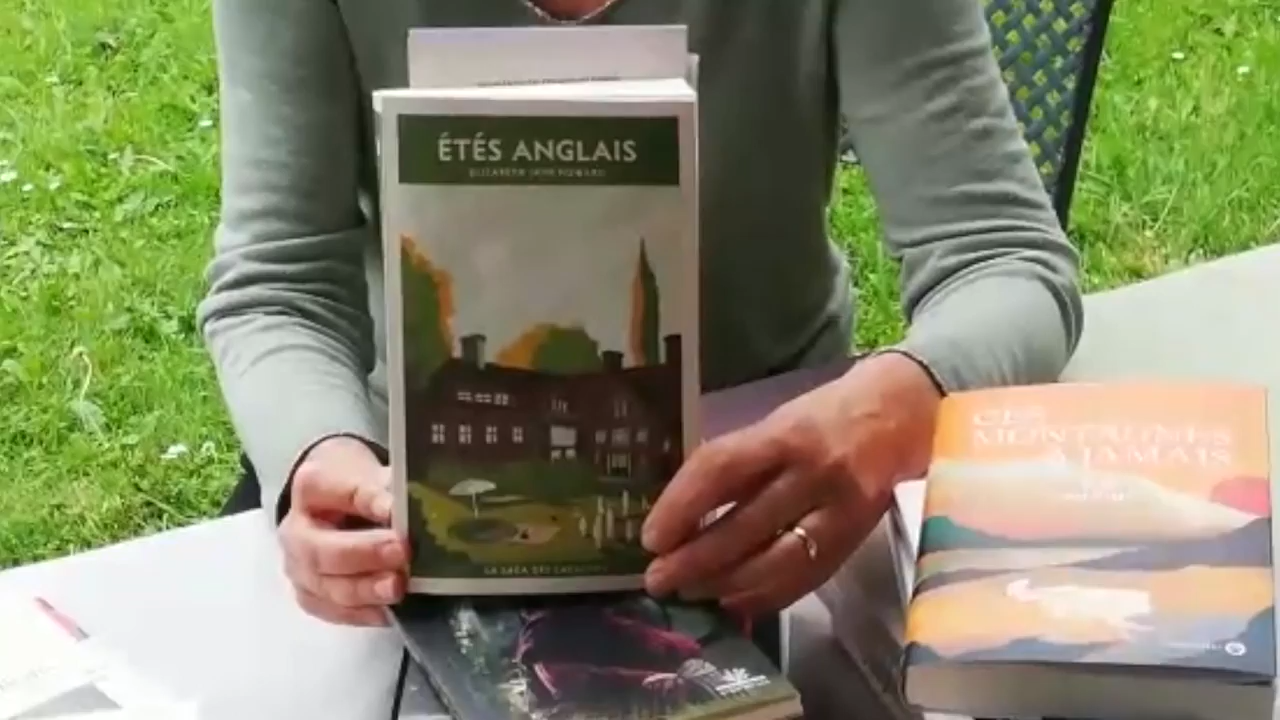 ÉTÉS ANGLAIS
ELIZABETH JANE HOWARD
LA SAGA DES CAZALET I
CES
MONTAGNES
À JAMAIS